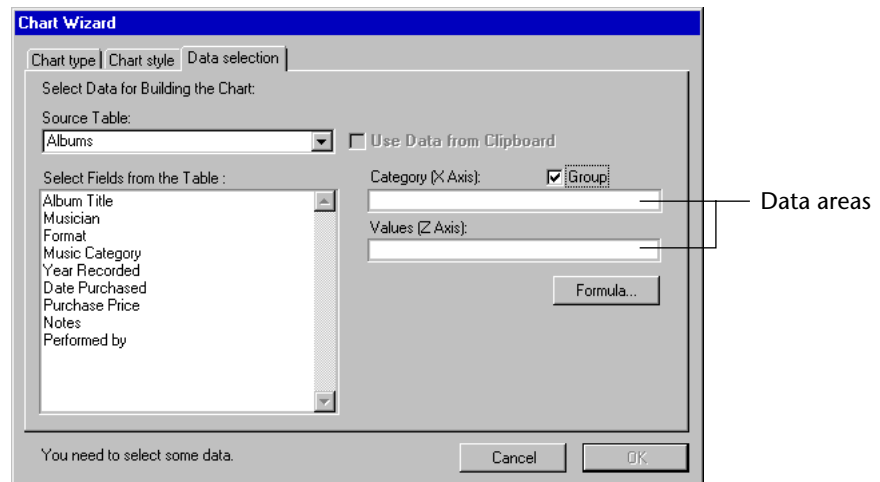 Chart Wizard
Chart type Chart style Data selection
Select Data for Building the Chart:
Source Table:
Albums
Use Data from Clipboard
Select Fields from the Table :
Album Title
Musician
Format
Music Category
Year Recorded
Date Purchased
Purchase Price
Notes
Performed by
Category (X Axis): Group
Values (Z Axis):
Data areas
Formula...
You need to select some data.
Cancel OK